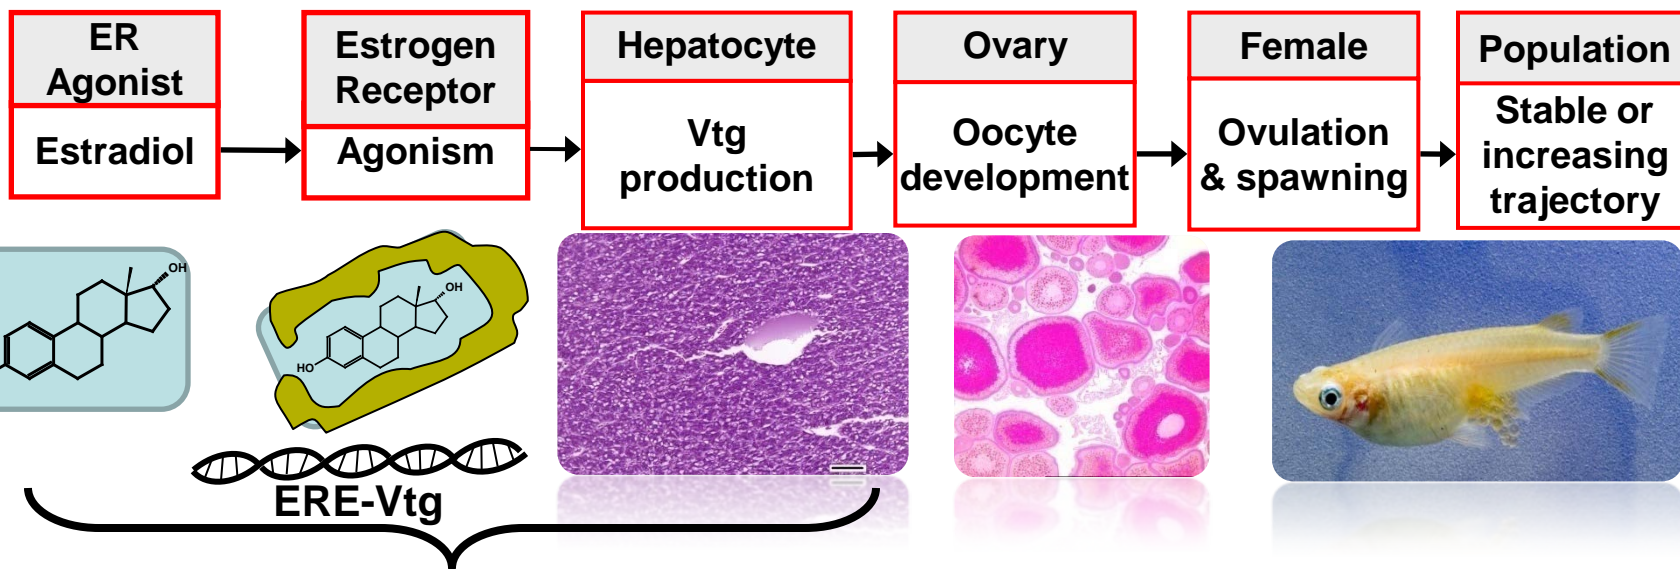 ER
Agonist
Estradiol
Estrogen
Receptor
Agonism
Hepatocyte
Vtg
production
Ovary
Oocyte
development
Female
Ovulation
& spawning
Population
Stable or
increasing
trajectory
OH
OH
HO
ERE-Vtg